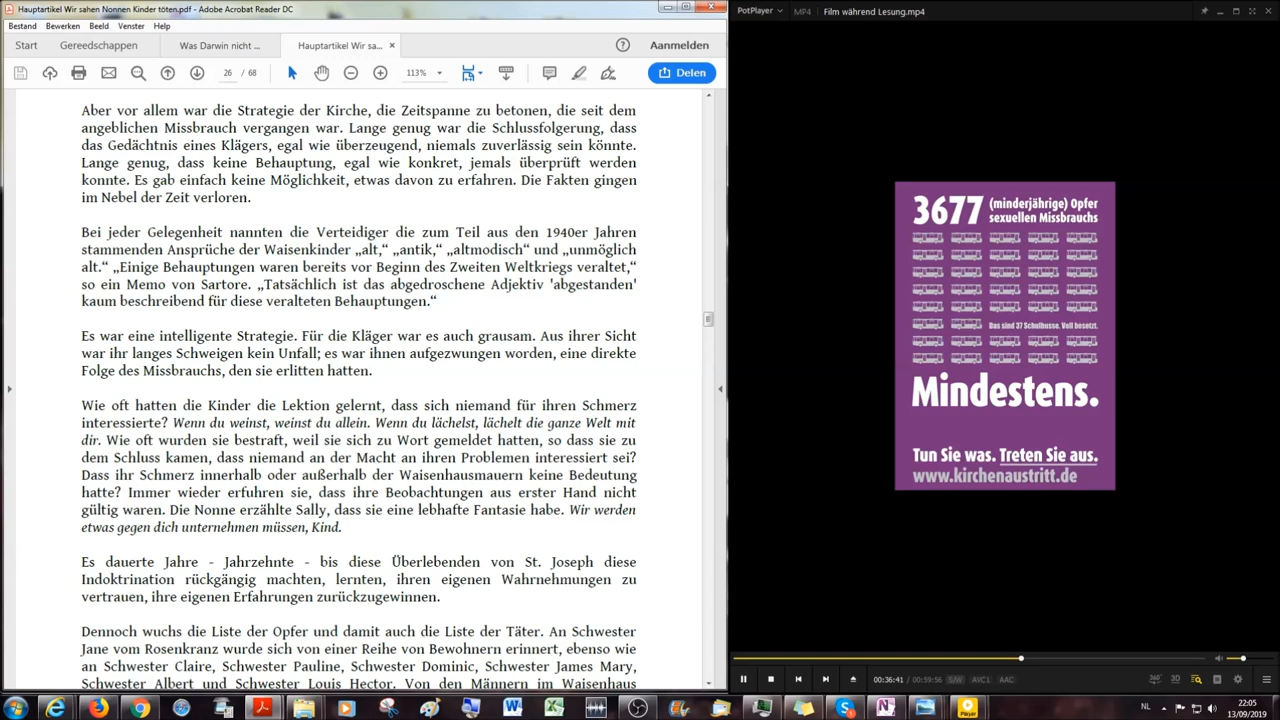 Hauptartikel Wir sahen Nonnen Kinder töten.pdf - Adobe Acrobat Reader DC
Bestand Bewerken Beeld Venster Help
Start Gereedschappen Was Darwin nicht ... Hauptartikel Wir sa... × Aanmelden
26 / 68 113% Delen
Aber vor allem war die Strategie der Kirche, die Zeitspanne zu betonen, die seit dem
angeblichen Missbrauch vergangen war. Lange genug war die Schlussfolgerung, dass
das Gedächtnis eines Klägers, egal wie überzeugend, niemals zuverlässig sein könnte.
Lange genug, dass keine Behauptung, egal wie konkret, jemals überprüft werden
konnte. Es gab einfach keine Möglichkeit, etwas davon zu erfahren. Die Fakten gingen
im Nebel der Zeit verloren.
Bei jeder Gelegenheit nannten die Verteidiger die zum Teil aus den 1940er Jahren
stammenden Ansprüche der Waisenkinder „alt,“ „antik,“ „altmodisch“ und „unmöglich
alt.“ „Einige Behauptungen waren bereits vor Beginn des Zweiten Weltkriegs veraltet,“
so ein Memo von Sartore. „Tatsächlich ist das abgedroschene Adjektiv 'abgestanden'
kaum beschreibend für diese veralteten Behauptungen.“
Es war eine intelligente Strategie. Für die Kläger war es auch grausam. Aus ihrer Sicht
war ihr langes Schweigen kein Unfall; es war ihnen aufgezwungen worden, eine direkte
Folge des Missbrauchs, den sie erlitten hatten.
Wie oft hatten die Kinder die Lektion gelernt, dass sich niemand für ihren Schmerz
interessierte? Wenn du weinst, weinst du allein. Wenn du lächelst, lächelt die ganze Welt mit
dir. Wie oft wurden sie bestraft, weil sie sich zu Wort gemeldet hatten, so dass sie zu
dem Schluss kamen, dass niemand an der Macht an ihren Problemen interessiert sei?
Dass ihr Schmerz innerhalb oder außerhalb der Waisenhausmauern keine Bedeutung
hatte? Immer wieder erfuhren sie, dass ihre Beobachtungen aus erster Hand nicht
gültig waren. Die Nonne erzählte Sally, dass sie eine lebhafte Fantasie habe. Wir werden
etwas gegen dich unternehmen müssen, Kind.
Es dauerte Jahre - Jahrzehnte - bis diese Überlebenden von St. Joseph diese
Indoktrination rückgängig machten, lernten, ihren eigenen Wahrnehmungen zu
vertrauen, ihre eigenen Erfahrungen zurückzugewinnen.
Dennoch wuchs die Liste der Opfer und damit auch die Liste der Täter. An Schwester
Jane vom Rosenkranz wurde sich von einer Reihe von Bewohnern erinnert, ebenso wie
an Schwester Claire, Schwester Pauline, Schwester Dominic, Schwester James Mary,
Schwester Albert und Schwester Louis Hector. Von den Männern im Waisenhaus
PotPlayer MP4 Film während Lesung.mp4
3677 (minderjährige) Opfer
sexuellen Missbrauchs
Das sind 37 Schulbusse. Voll besetzt.
Mindestens.
Tun Sie was. Treten Sie aus.
www.kirchenaustritt.de
00:36:41 / 00:59:56 S/W AVC1 AAC
360° 3D
NL 22:05
13/09/2019